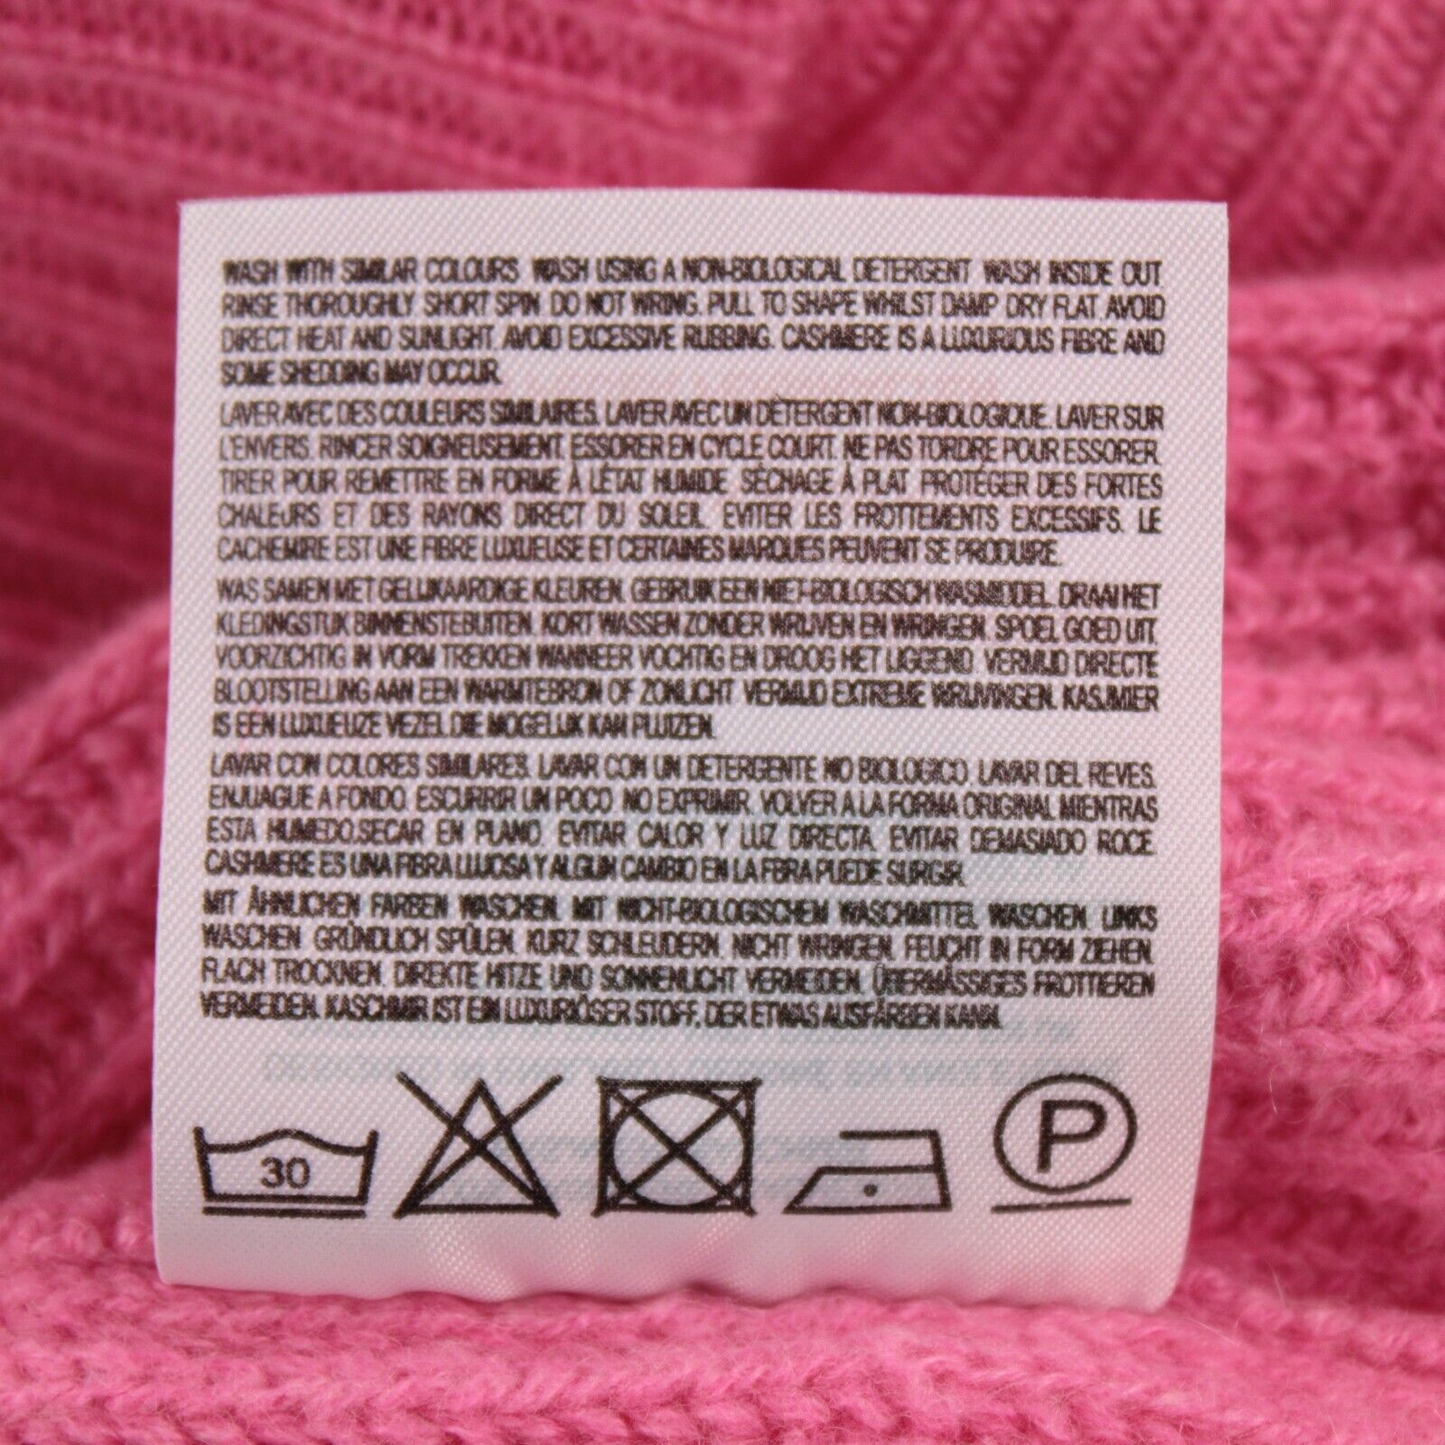 WASH WITH SIMILAR COLOURS. WASH USING A NON-BIOLOGICAL DETERGENT. WASH INSIDE OUT.
RINSE THOROUGHLY. SHORT SPIN. DO NOT WRING. PULL TO SHAPE WHILST DAMP. DRY FLAT. AVOID
DIRECT HEAT AND SUNLIGHT. AVOID EXCESSIVE RUBBING. CASHMERE IS A LUXURIOUS FIBRE AND
SOME SHEDDING MAY OCCUR.
LAVER AVEC DES COULEURS SIMILAIRES. LAVER AVEC UN DÉTERGENT NON-BIOLOGIQUE. LAVER SUR
L'ENVERS. RINCER SOIGNEUSEMENT. ESSORER EN CYCLE COURT. NE PAS TORDRE POUR ESSORER.
TIRER POUR REMETTRE EN FORME À L'ÉTAT HUMIDE. SÉCHAGE À PLAT. PROTÉGER DES FORTES
CHALEURS ET DES RAYONS DIRECT DU SOLEIL. EVITER LES FROTTEMENTS EXCESSIFS. LE
CACHEMIRE EST UNE FIBRE LUXUEUSE ET CERTAINES MARQUES PEUVENT SE PRODUIRE.
WAS SAMEN MET GELIJKAARDIGE KLEUREN. GEBRUIK EEN NIET-BIOLOGISCH WASMIDDEL. DRAAI HET
KLEDINGSTUK BINNENSTEBUITEN. KORT WASSEN ZONDER WRIJVEN EN WRINGEN. SPOEL GOED UIT.
VOORZICHTIG IN VORM TREKKEN WANNEER VOCHTIG EN DROOG HET LIGGEND. VERMIJD DIRECTE
BLOOTSTELLING AAN EEN WARMTEBRON OF ZONLICHT. VERMIJD EXTREME WRIJVINGEN. KASJMIER
IS EEN LUXUEUZE VEZEL DIE MOGELIJK KAN PLUIZEN.
LAVAR CON COLORES SIMILARES. LAVAR CON UN DETERGENTE NO BIOLOGICO. LAVAR DEL REVES.
ENJUAGUE A FONDO. ESCURRIR UN POCO. NO EXPRIMIR. VOLVER A LA FORMA ORIGINAL MIENTRAS
ESTA HUMEDO.SECAR EN PLANO. EVITAR CALOR Y LUZ DIRECTA. EVITAR DEMASIADO ROCE.
CASHMERE ES UNA FIBRA LUJOSA Y ALGUN CAMBIO EN LA FBRA PUEDE SURGIR.
MIT ÄHNLICHEN FARBEN WASCHEN. MIT NICHT-BIOLOGISCHEM WASCHMITTEL WASCHEN. LINKS
WASCHEN. GRÜNDLICH SPÜLEN. KURZ SCHLEUDERN. NICHT WRINGEN. FEUCHT IN FORM ZIEHEN.
FLACH TROCKNEN. DIREKTE HITZE UND SONNENLICHT VERMEIDEN. ÜBERMÄSSIGES FROTTIEREN
VERMEIDEN. KASCHMIR IST EIN LUXURIÖSER STOFF, DER ETWAS AUSFÄRBEN KANN.
30 P